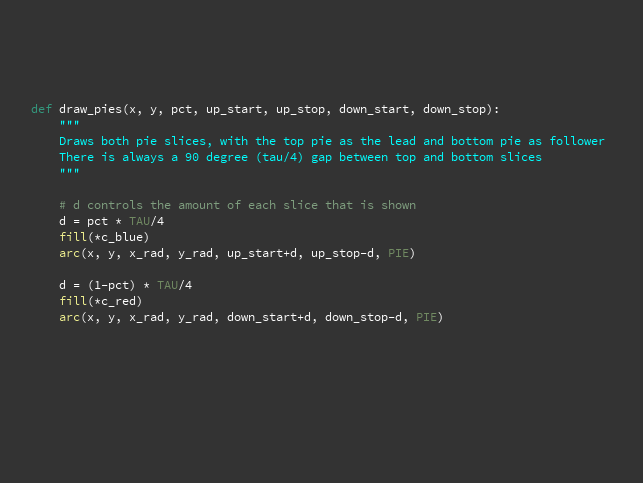 def draw_pies(x, y, pct, up_start, up_stop, down_start, down_stop):
    """
    Draws both pie slices, with the top pie as the lead and bottom pie as follower
    There is always a 90 degree (tau/4) gap between top and bottom slices
    """
    # d controls the amount of each slice that is shown
    d = pct * TAU/4
    fill(*c_blue)
    arc(x, y, x_rad, y_rad, up_start+d, up_stop-d, PIE)
    d = (1-pct) * TAU/4
    fill(*c_red)
    arc(x, y, x_rad, y_rad, down_start+d, down_stop-d, PIE)